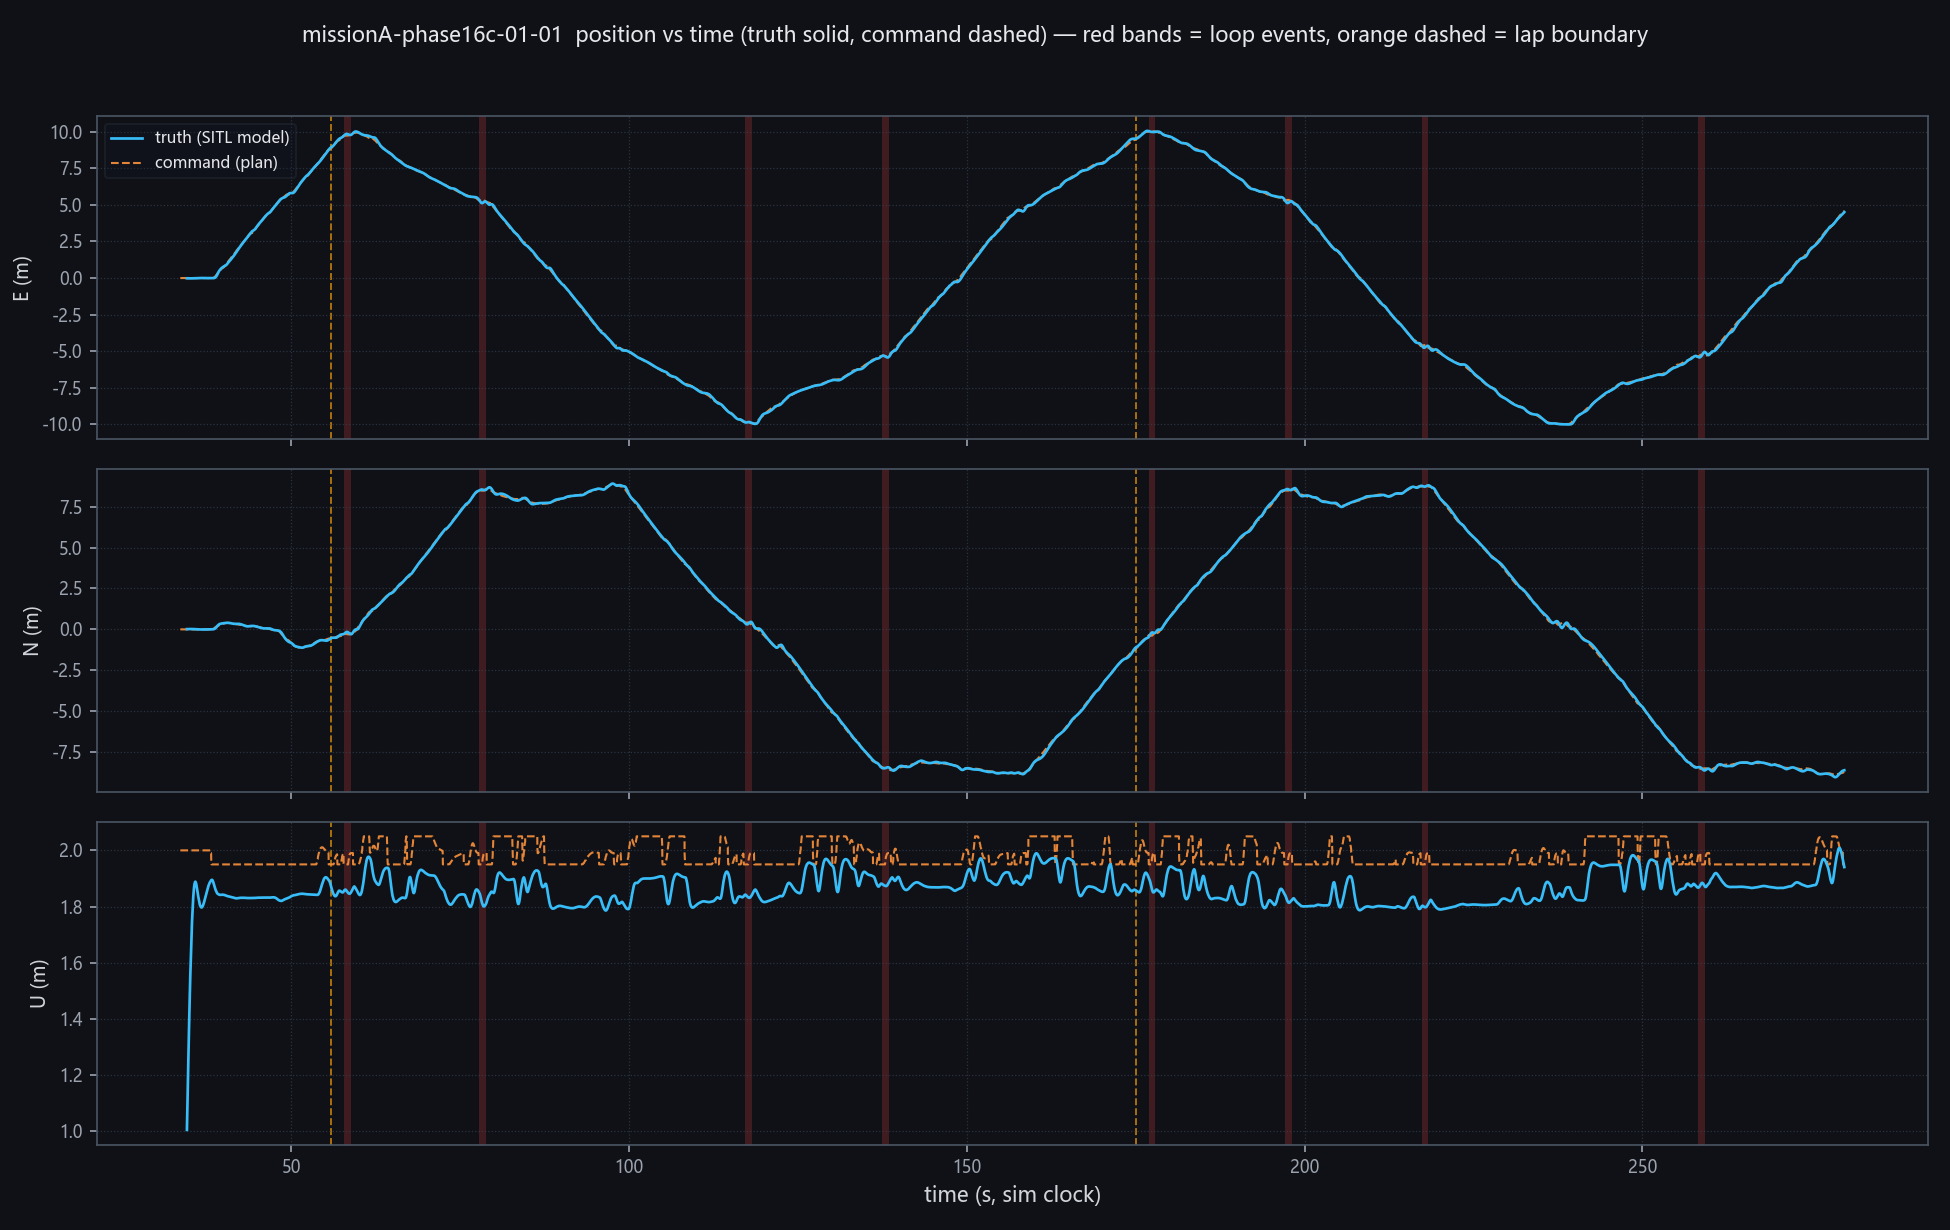 missionA-phase16c-01-01  position vs time (truth solid, command dashed) — red bands = loop events, orange dashed = lap boundary
truth (SITL model)
command (plan)
E (m)
10.0
7.5
5.0
2.5
0.0
-2.5
-5.0
-7.5
-10.0
N (m)
7.5
5.0
2.5
0.0
-2.5
-5.0
-7.5
U (m)
2.0
1.8
1.6
1.4
1.2
1.0
50 100 150 200 250
time (s, sim clock)